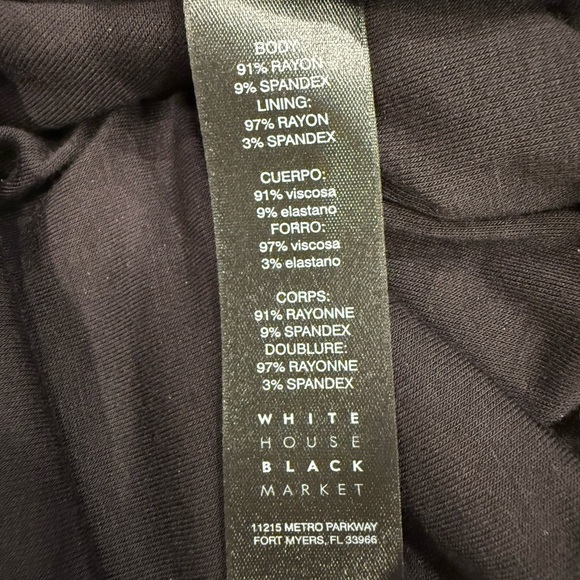 BODY:
91% RAYON
9% SPANDEX
LINING:
97% RAYON
3% SPANDEX
CUERPO:
91% viscosa
9% elastano
FORRO:
97% viscosa
3% elastano
CORPS:
91% RAYONNE
9% SPANDEX
DOUBLURE:
97% RAYONNE
3% SPANDEX
WHITE
HOUSE
BLACK
MARKET
11215 METRO PARKWAY
FORT MYERS, FL 33966